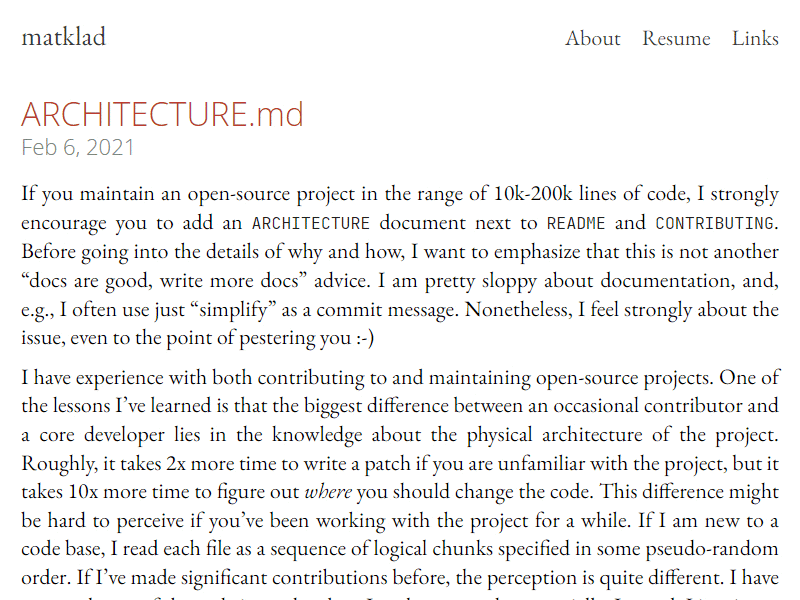 matklad
About Resume Links
ARCHITECTURE.md
Feb 6, 2021
If you maintain an open-source project in the range of 10k-200k lines of code, I strongly
encourage you to add an ARCHITECTURE document next to README and CONTRIBUTING.
Before going into the details of why and how, I want to emphasize that this is not another
“docs are good, write more docs” advice. I am pretty sloppy about documentation, and,
e.g., I often use just “simplify” as a commit message. Nonetheless, I feel strongly about the
issue, even to the point of pestering you :-)
I have experience with both contributing to and maintaining open-source projects. One of
the lessons I’ve learned is that the biggest difference between an occasional contributor and
a core developer lies in the knowledge about the physical architecture of the project.
Roughly, it takes 2x more time to write a patch if you are unfamiliar with the project, but it
takes 10x more time to figure out where you should change the code. This difference might
be hard to perceive if you’ve been working with the project for a while. If I am new to a
code base, I read each file as a sequence of logical chunks specified in some pseudo-random
order. If I’ve made significant contributions before, the perception is quite different. I have